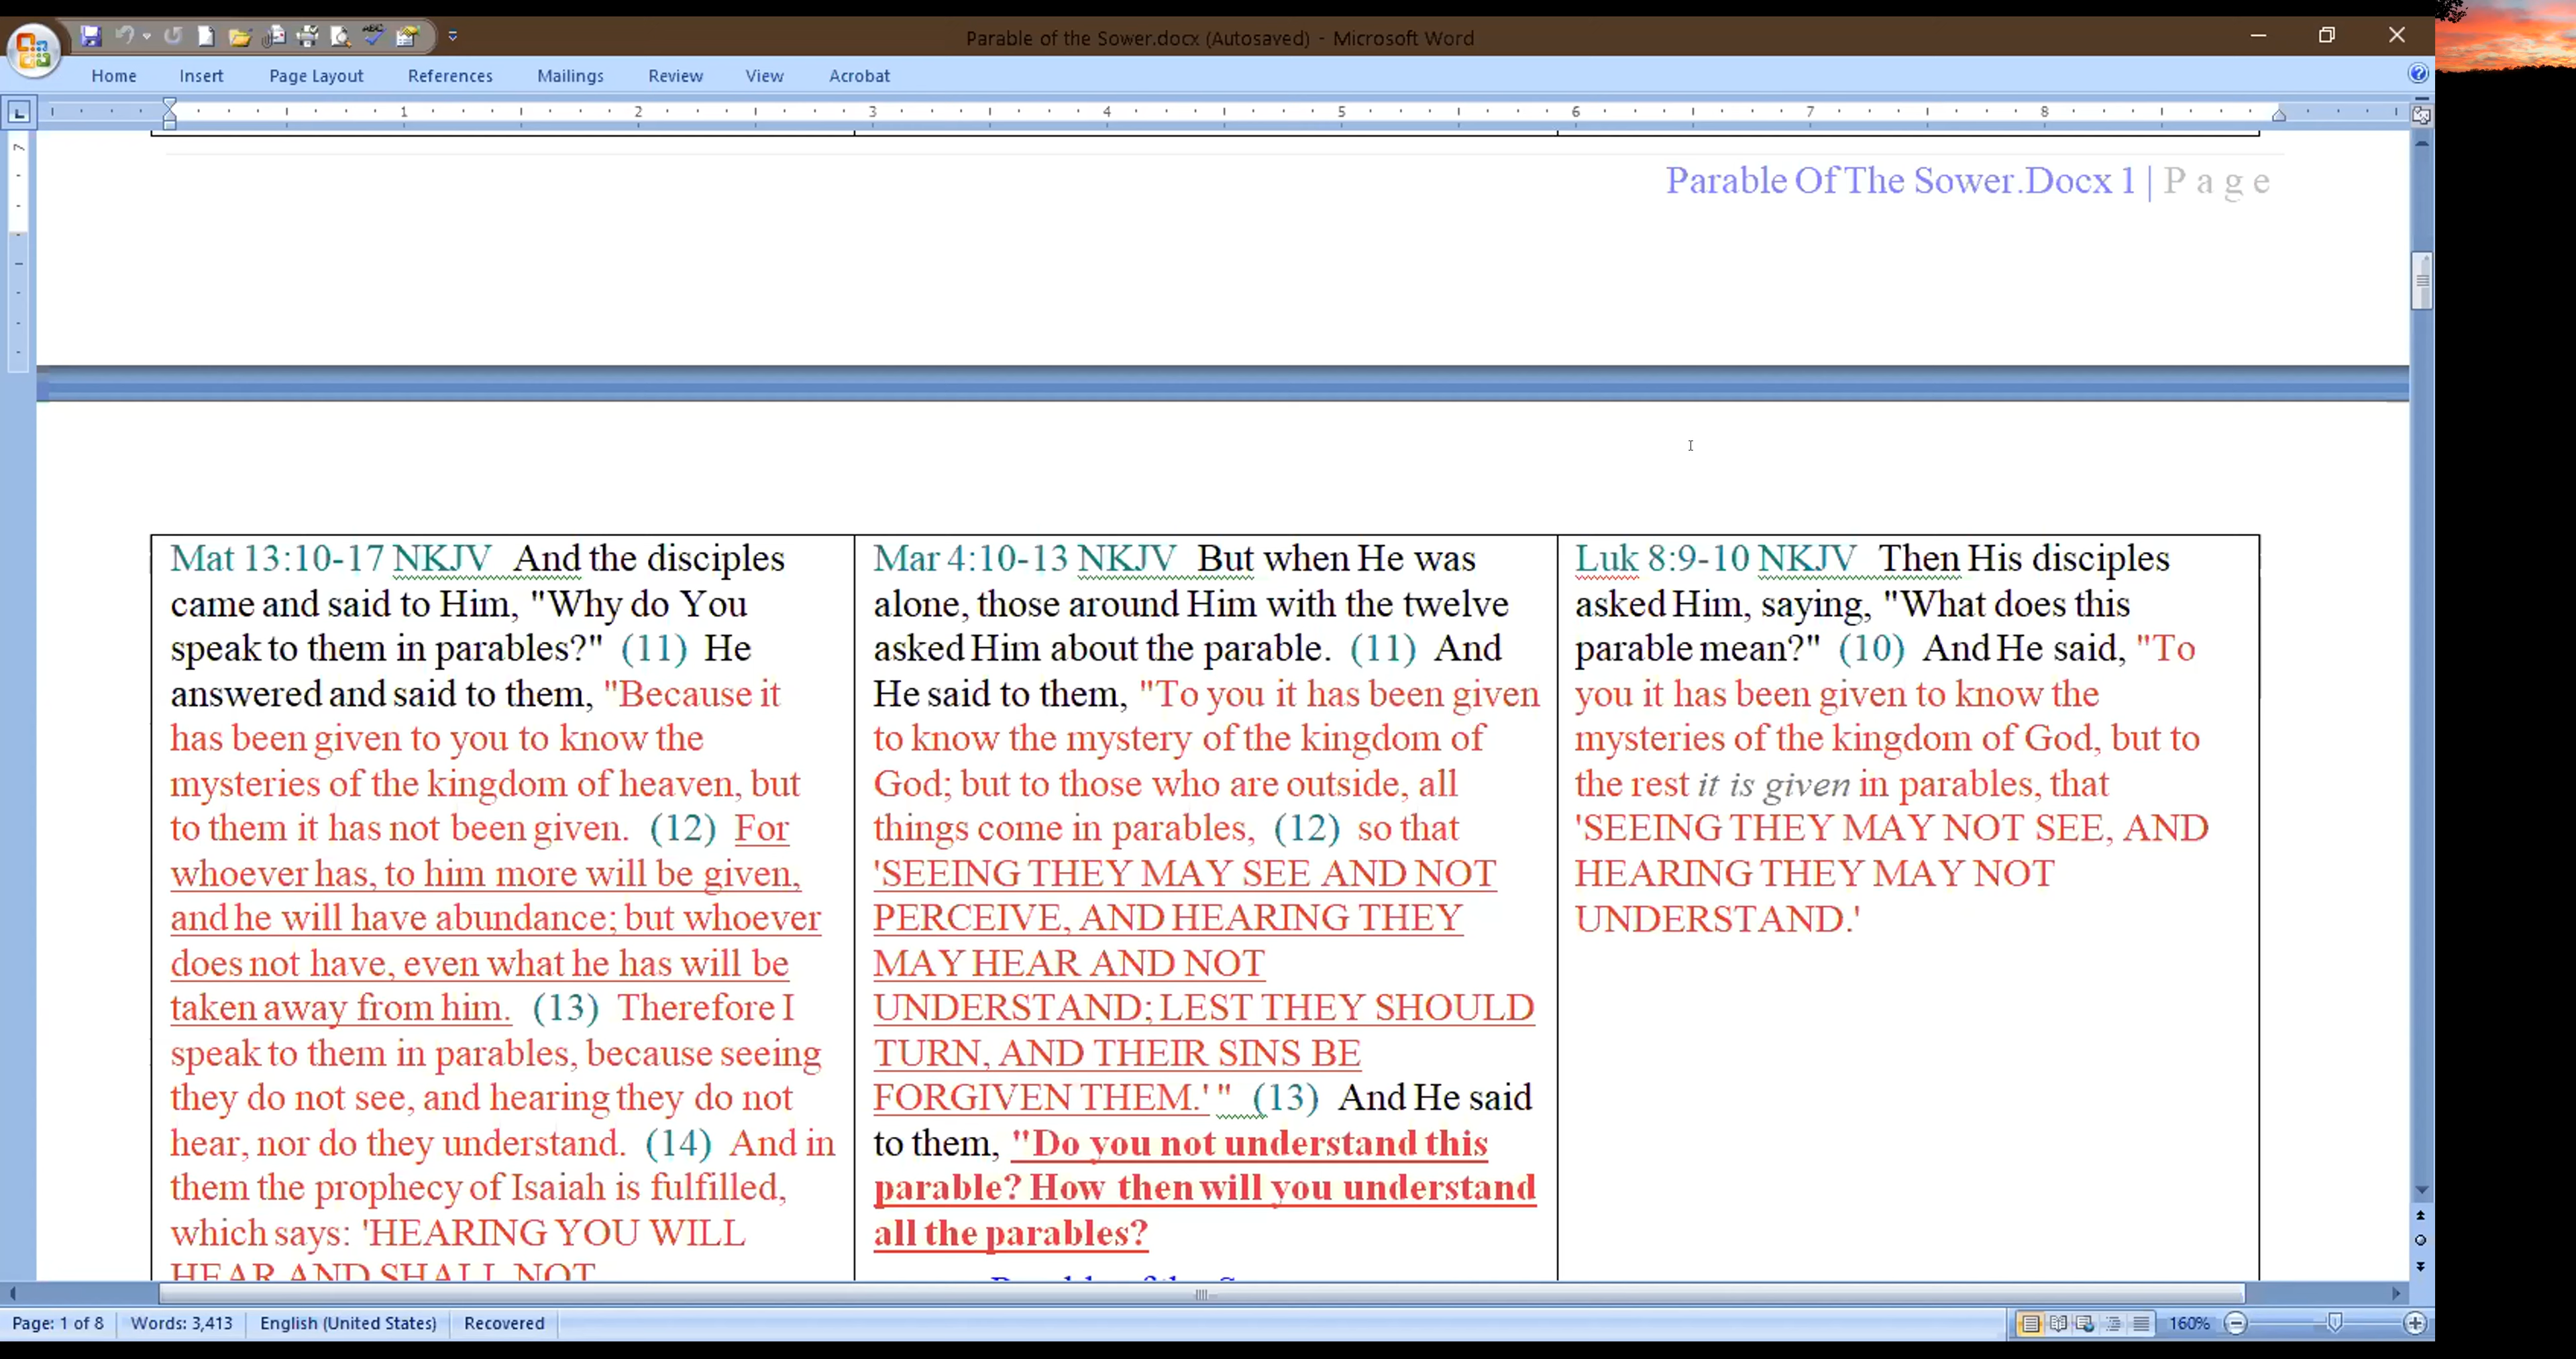 Parable of the Sower.docx (Autosaved) - Microsoft Word
Home Insert Page Layout References Mailings Review View Acrobat
1 2 3 4 5 6 7 8
7
Parable Of The Sower.Docx 1 | P a g e
Mat 13:10-17 NKJV And the disciples
came and said to Him, "Why do You
speak to them in parables?" (11) He
answered and said to them, "Because it
has been given to you to know the
mysteries of the kingdom of heaven, but
to them it has not been given. (12) For
whoever has, to him more will be given,
and he will have abundance; but whoever
does not have, even what he has will be
taken away from him. (13) Therefore I
speak to them in parables, because seeing
they do not see, and hearing they do not
hear, nor do they understand. (14) And in
them the prophecy of Isaiah is fulfilled,
which says: 'HEARING YOU WILL
HEAR AND SHALL NOT
Mar 4:10-13 NKJV But when He was
alone, those around Him with the twelve
asked Him about the parable. (11) And
He said to them, "To you it has been given
to know the mystery of the kingdom of
God; but to those who are outside, all
things come in parables, (12) so that
'SEEING THEY MAY SEE AND NOT
PERCEIVE, AND HEARING THEY
MAY HEAR AND NOT
UNDERSTAND; LEST THEY SHOULD
TURN, AND THEIR SINS BE
FORGIVEN THEM.' " (13) And He said
to them, "Do you not understand this
parable? How then will you understand
all the parables?
Luk 8:9-10 NKJV Then His disciples
asked Him, saying, "What does this
parable mean?" (10) And He said, "To
you it has been given to know the
mysteries of the kingdom of God, but to
the rest it is given in parables, that
'SEEING THEY MAY NOT SEE, AND
HEARING THEY MAY NOT
UNDERSTAND.'
Page: 1 of 8 Words: 3,413 English (United States) Recovered 160%